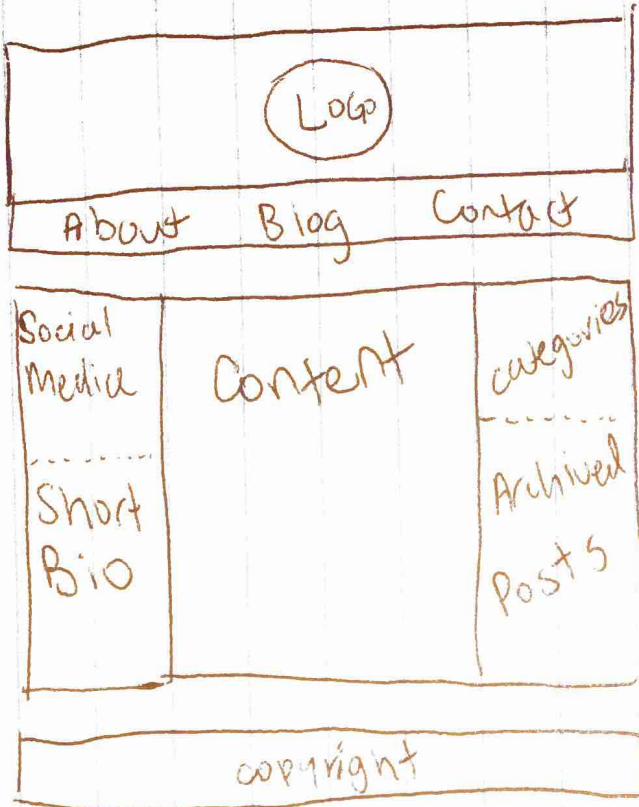 Logo
About Blog Contact
Social
Media
Content
categories
Short
Bio
Archived
Posts
copyright